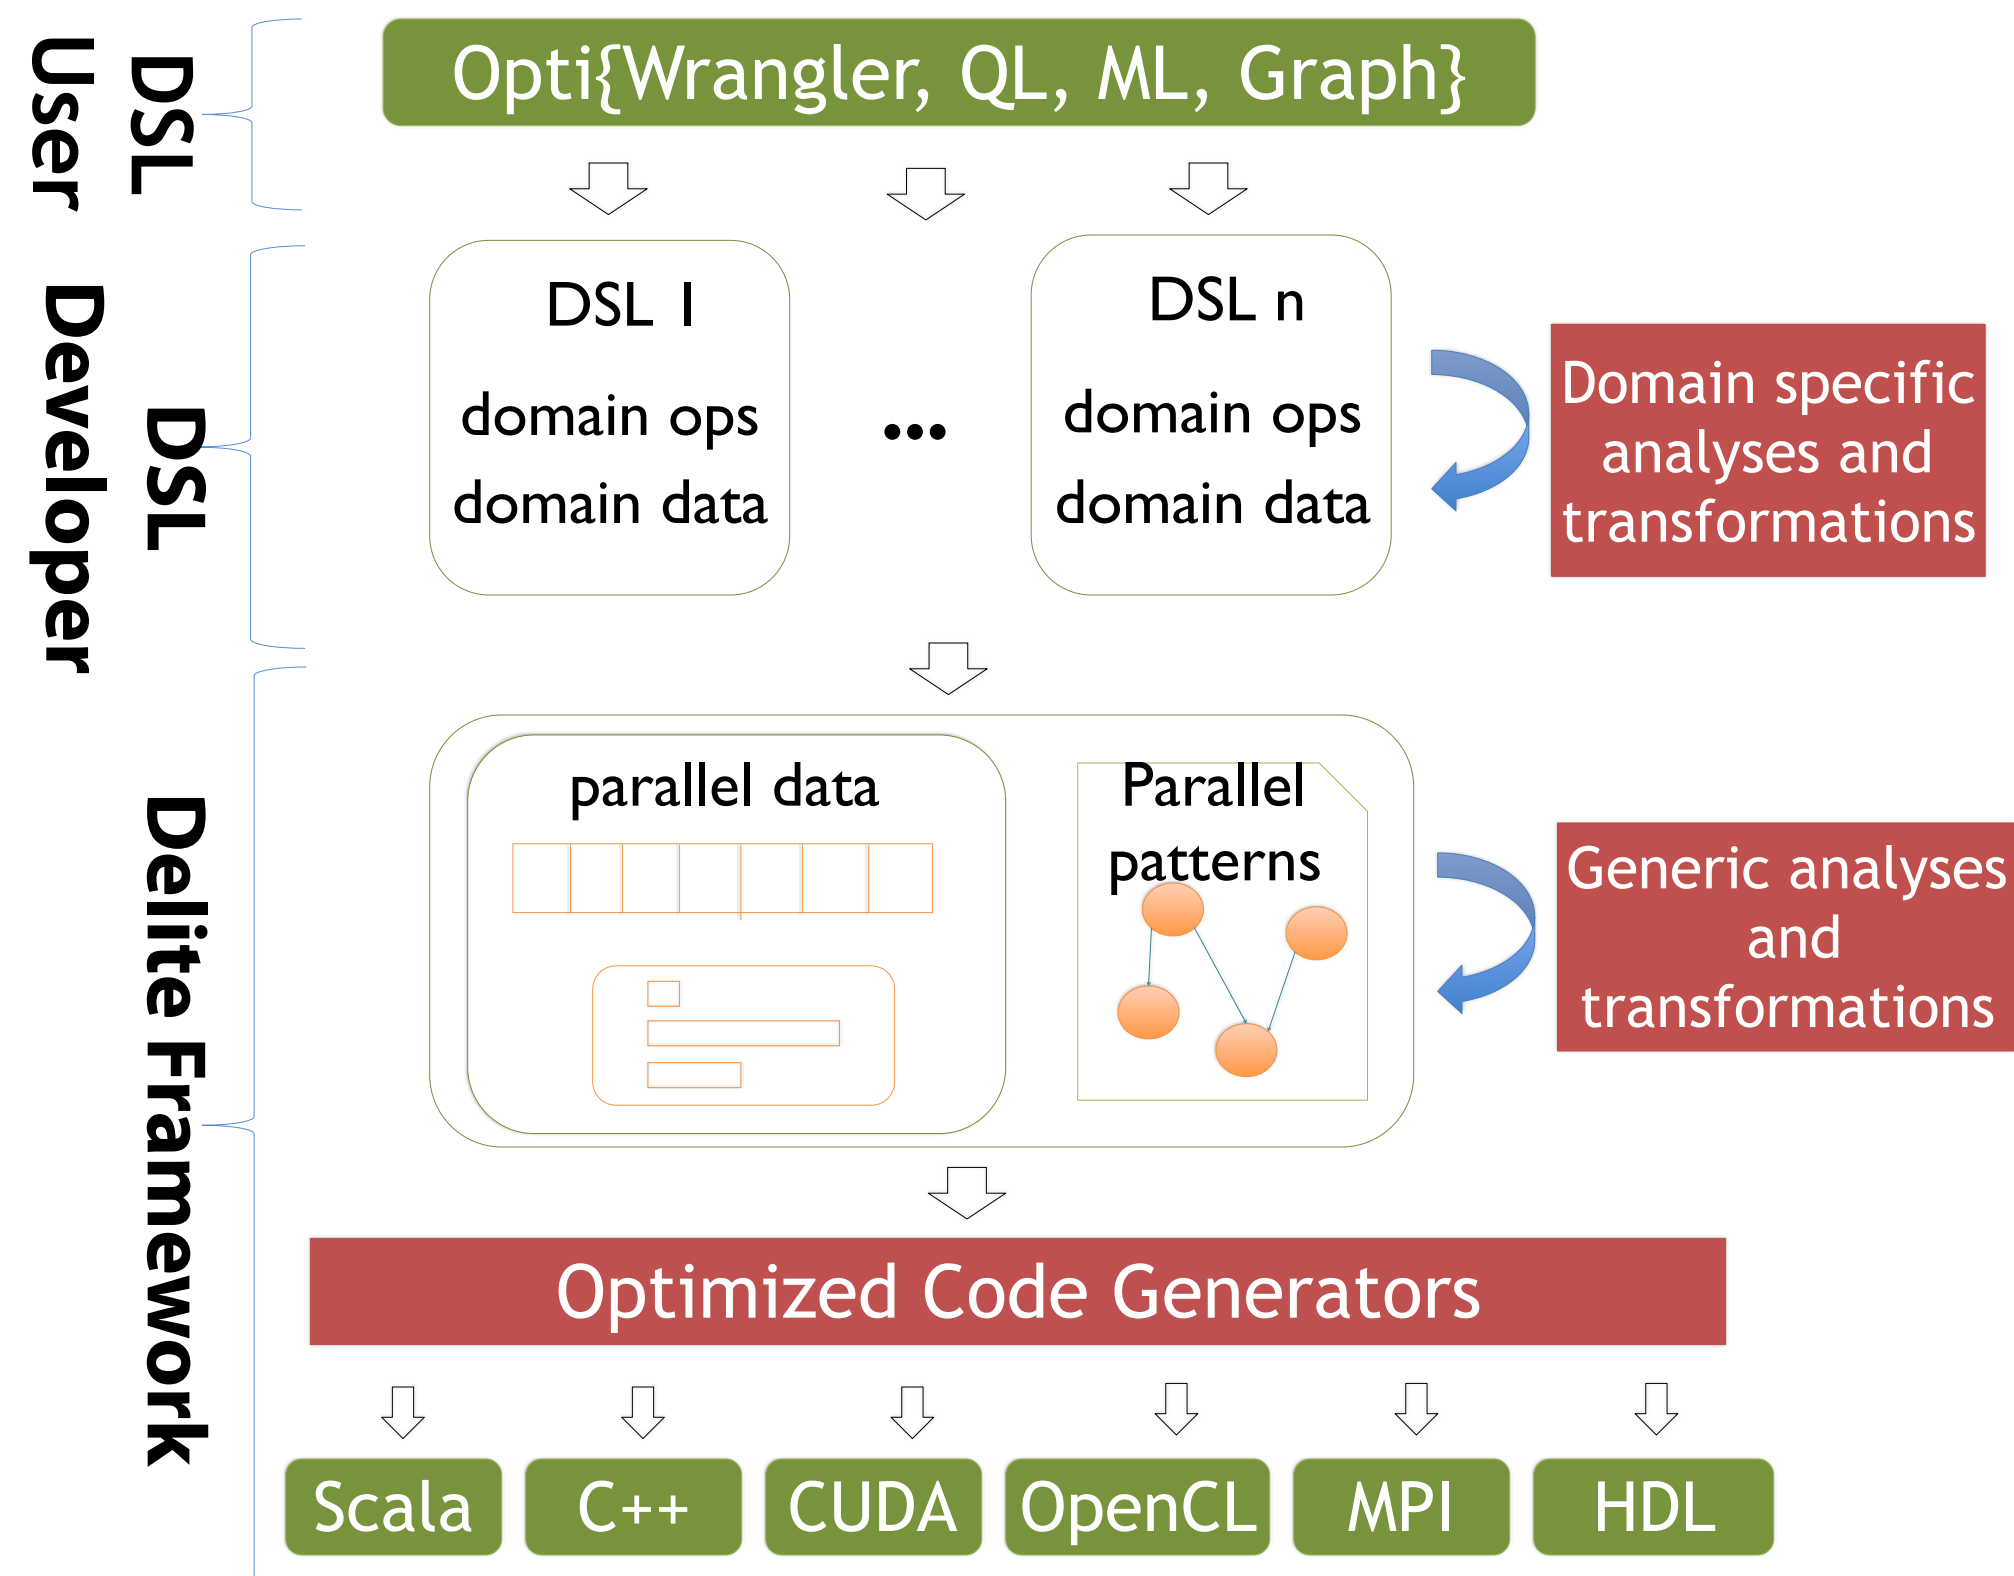 DSL
User
Opti{Wrangler, QL, ML, Graph}
DSL
Developer
DSL 1
domain ops
domain data
...
DSL n
domain ops
domain data
Domain specific
analyses and
transformations
Delite Framework
parallel data
Parallel
patterns
Generic analyses
and
transformations
Optimized Code Generators
Scala
C++
CUDA
OpenCL
MPI
HDL